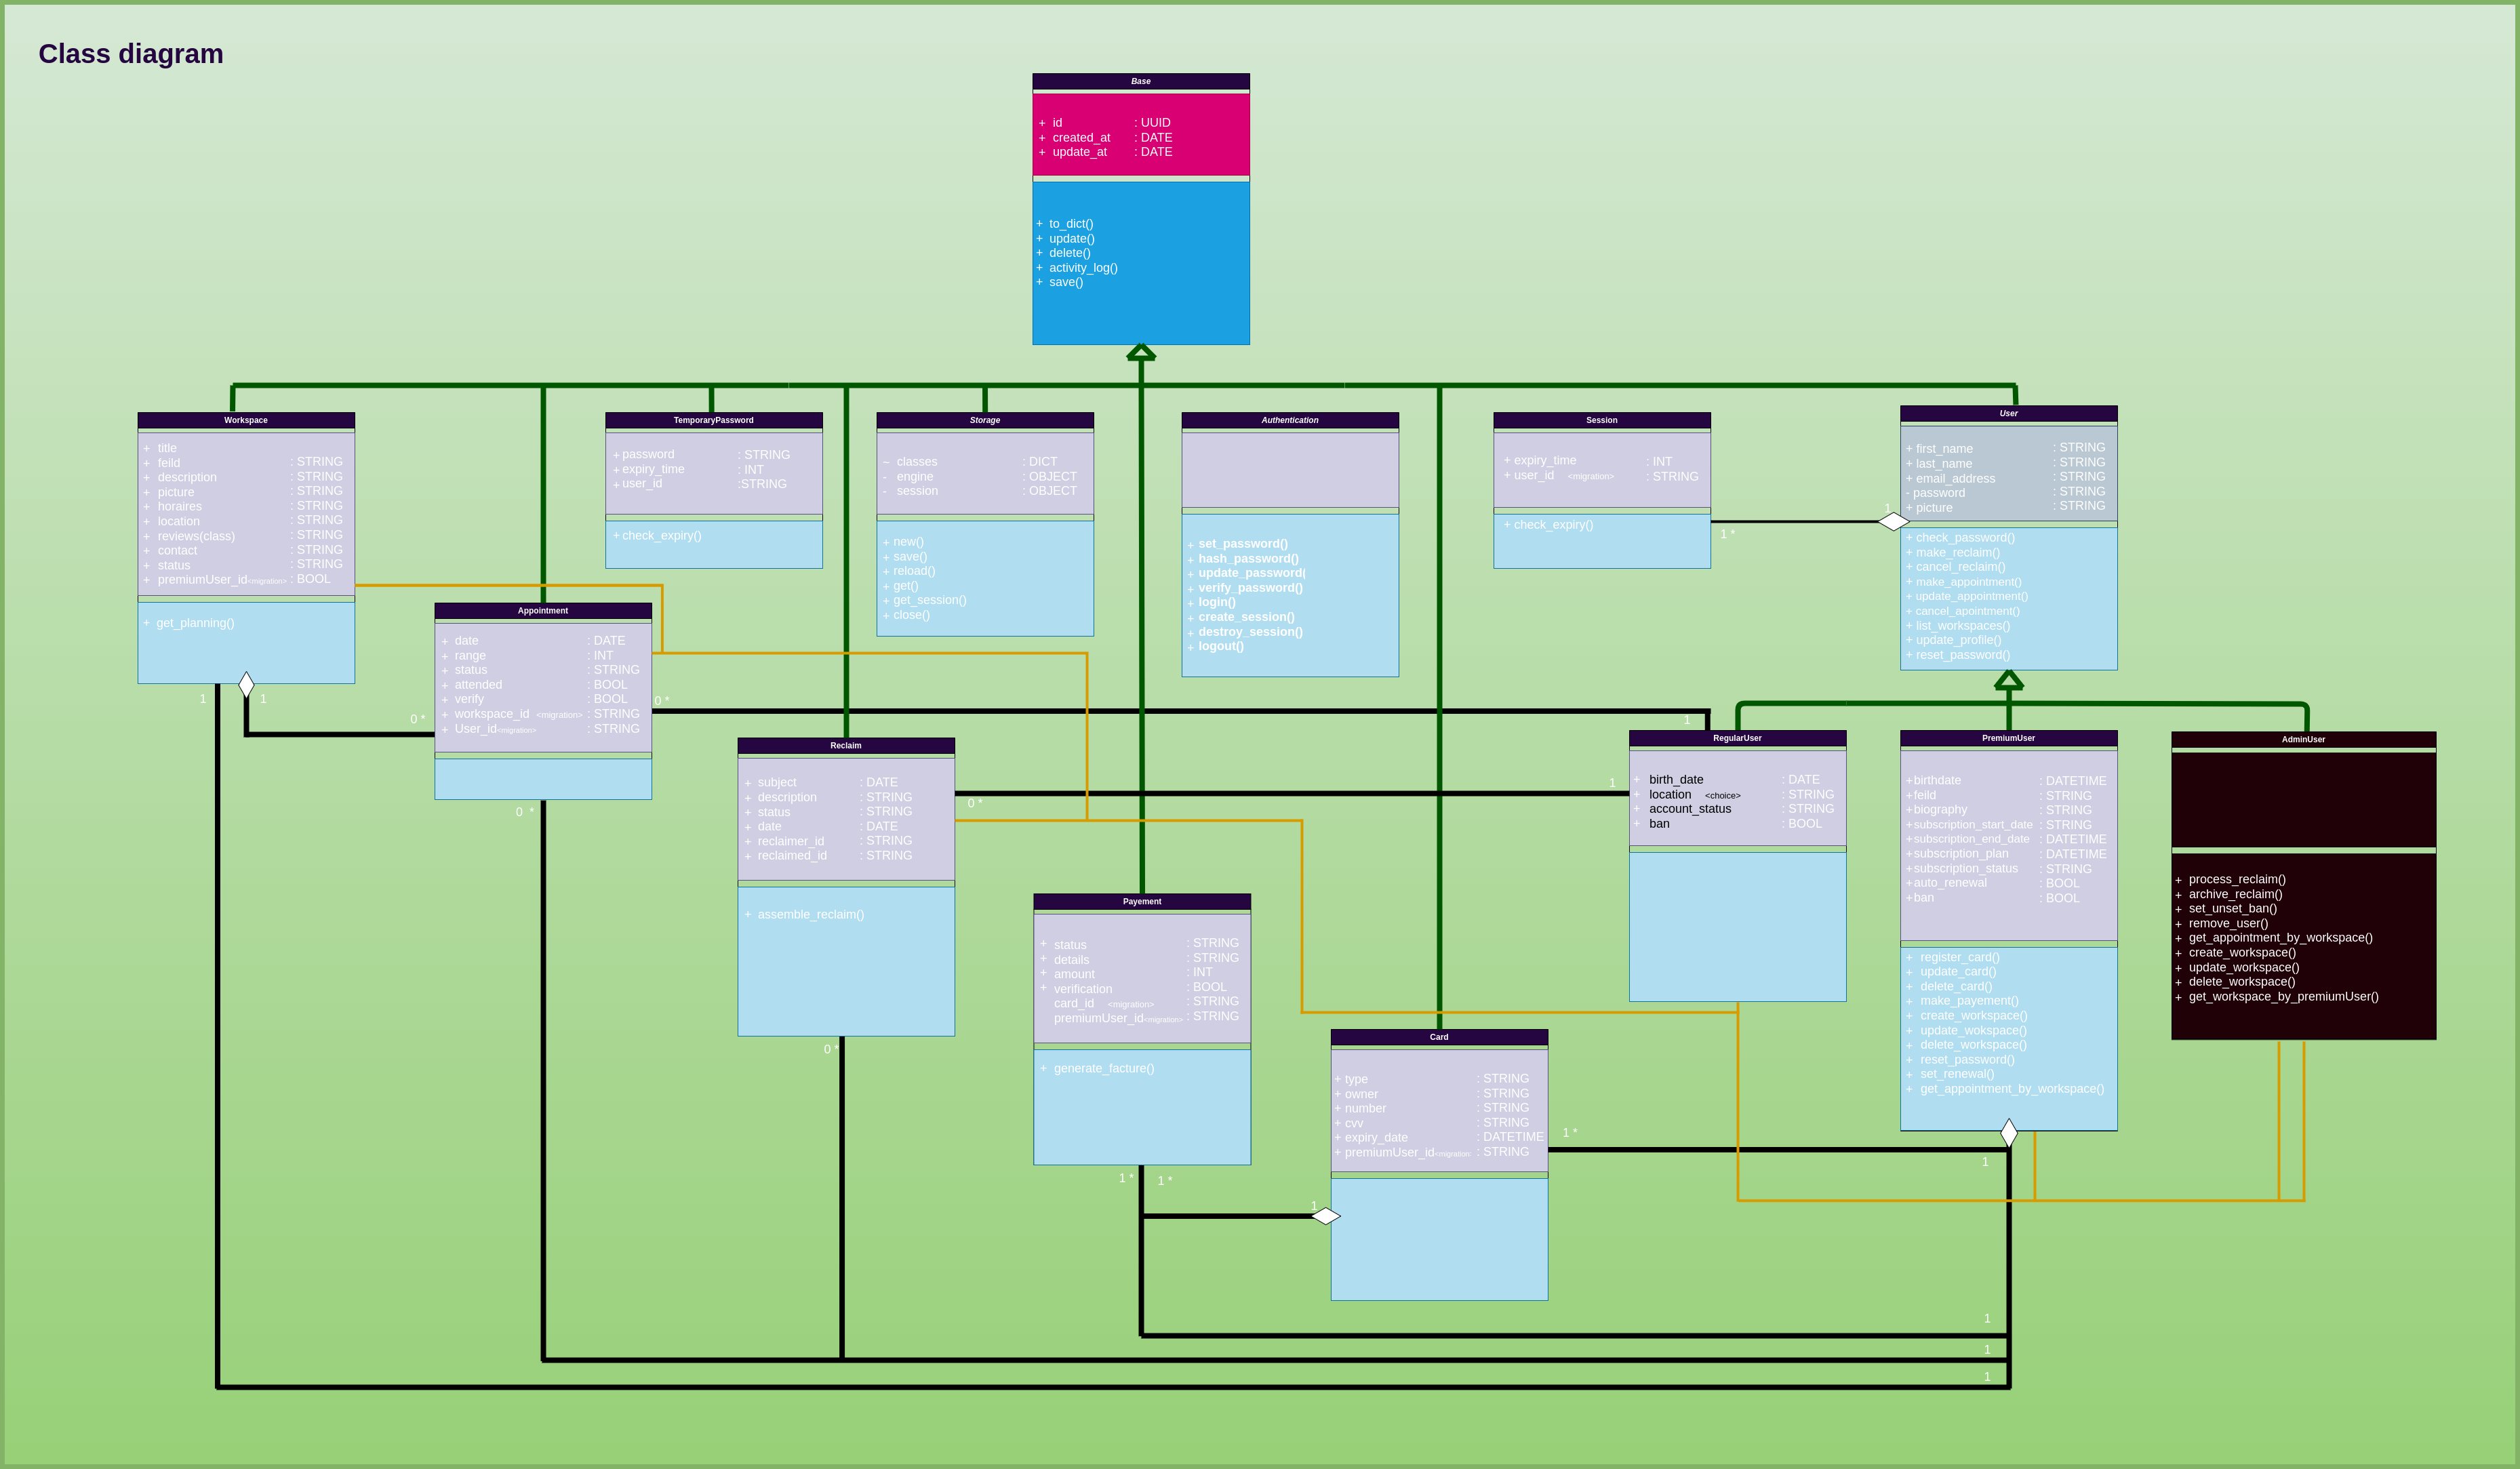 Class diagram
Base
+ id : UUID
+ created_at : DATE
+ update_at : DATE
+ to_dict()
+ update()
+ delete()
+ activity_log()
+ save()
Workspace
+ title
+ feild : STRING
+ description : STRING
+ picture : STRING
+ horaires : STRING
+ location : STRING
+ reviews(class) : STRING
+ contact : STRING
+ status : STRING
+ premiumUser_id<migration> : BOOL
+ get_planning()
1
1
TemporaryPassword
+ password : STRING
+ expiry_time : INT
+ user_id :STRING
+ check_expiry()
Storage
– classes : DICT
- engine : OBJECT
- session : OBJECT
+ new()
+ save()
+ reload()
+ get()
+ get_session()
+ close()
Authentication
+ set_password()
+ hash_password()
+ update_password(
+ verify_password()
+ login()
+ create_session()
+ destroy_session()
+ logout()
Session
+ expiry_time : INT
+ user_id <migration> : STRING
+ check_expiry()
1 *
1
User
+ first_name : STRING
+ last_name : STRING
+ email_address : STRING
- password : STRING
+ picture : STRING
+ check_password()
+ make_reclaim()
+ cancel_reclaim()
+ make_appointment()
+ update_appointment()
+ cancel_apointment()
+ list_workspaces()
+ update_profile()
+ reset_password()
Appointment
+ date : DATE
+ range : INT
+ status : STRING
+ attended : BOOL
+ verify : BOOL
+ workspace_id <migration> : STRING
+ User_id<migration> : STRING
0 *
0 *
0 *
1
Reclaim
+ subject : DATE
+ description : STRING
+ status : STRING
+ date : DATE
+ reclaimer_id : STRING
+ reclaimed_id : STRING
+ assemble_reclaim()
0 *
0 *
1
RegularUser
+ birth_date : DATE
+ location <choice> : STRING
+ account_status : STRING
+ ban : BOOL
PremiumUser
+birthdate : DATETIME
+feild : STRING
+biography : STRING
+subscription_start_date : STRING
+subscription_end_date : DATETIME
+subscription_plan : DATETIME
+subscription_status : STRING
+auto_renewal : BOOL
+ban : BOOL
+ register_card()
+ update_card()
+ delete_card()
+ make_payement()
+ create_workspace()
+ update_wokspace()
+ delete_workspace()
+ reset_password()
+ set_renewal()
+ get_appointment_by_workspace()
AdminUser
+ process_reclaim()
+ archive_reclaim()
+ set_unset_ban()
+ remove_user()
+ get_appointment_by_workspace()
+ create_workspace()
+ update_workspace()
+ delete_workspace()
+ get_workspace_by_premiumUser()
Payement
+ status : STRING
+ details : STRING
+ amount : INT
+ verification : BOOL
card_id <migration> : STRING
premiumUser_id<migration> : STRING
+ generate_facture()
1 *
1 *
Card
+ type : STRING
+ owner : STRING
+ number : STRING
+ cvv : STRING
+ expiry_date : DATETIME
+ premiumUser_id<migration : STRING
1 *
1
1
1
1
1